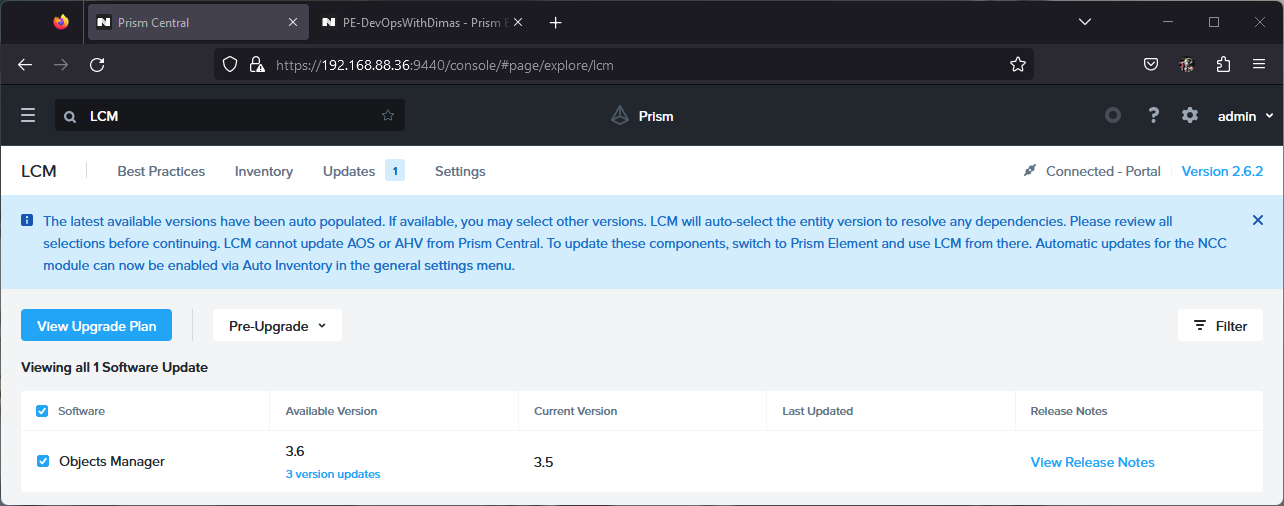 Prism Central
PE-DevOpsWithDimas - Prism E
https://192.168.88.36:9440/console/#page/explore/lcm
LCM
Prism
?
admin
LCM
Best Practices
Inventory
Updates
1
Settings
Connected - Portal
Version 2.6.2
The latest available versions have been auto populated. If available, you may select other versions. LCM will auto-select the entity version to resolve any dependencies. Please review all
selections before continuing. LCM cannot update AOS or AHV from Prism Central. To update these components, switch to Prism Element and use LCM from there. Automatic updates for the NCC
module can now be enabled via Auto Inventory in the general settings menu.
View Upgrade Plan
Pre-Upgrade
Filter
Viewing all 1 Software Update
Software
Available Version
Current Version
Last Updated
Release Notes
Objects Manager
3.6
3 version updates
3.5
View Release Notes